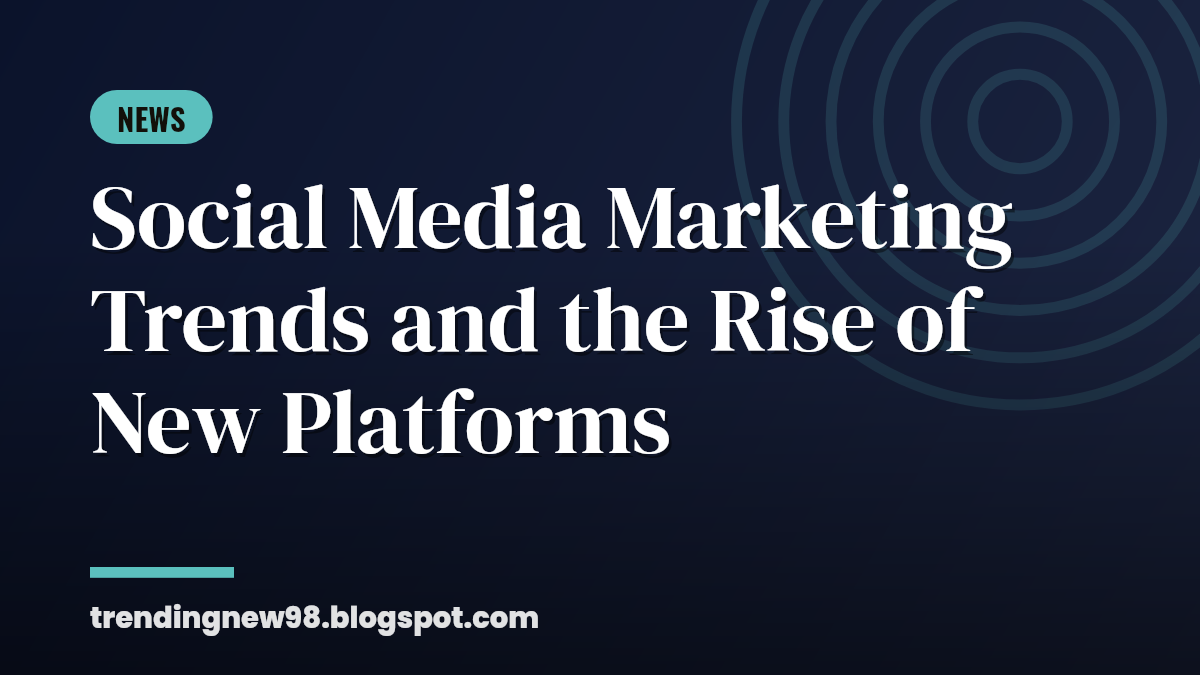 NEWS
Social Media Marketing
Trends and the Rise of
New Platforms
trendingnew98.blogspot.com